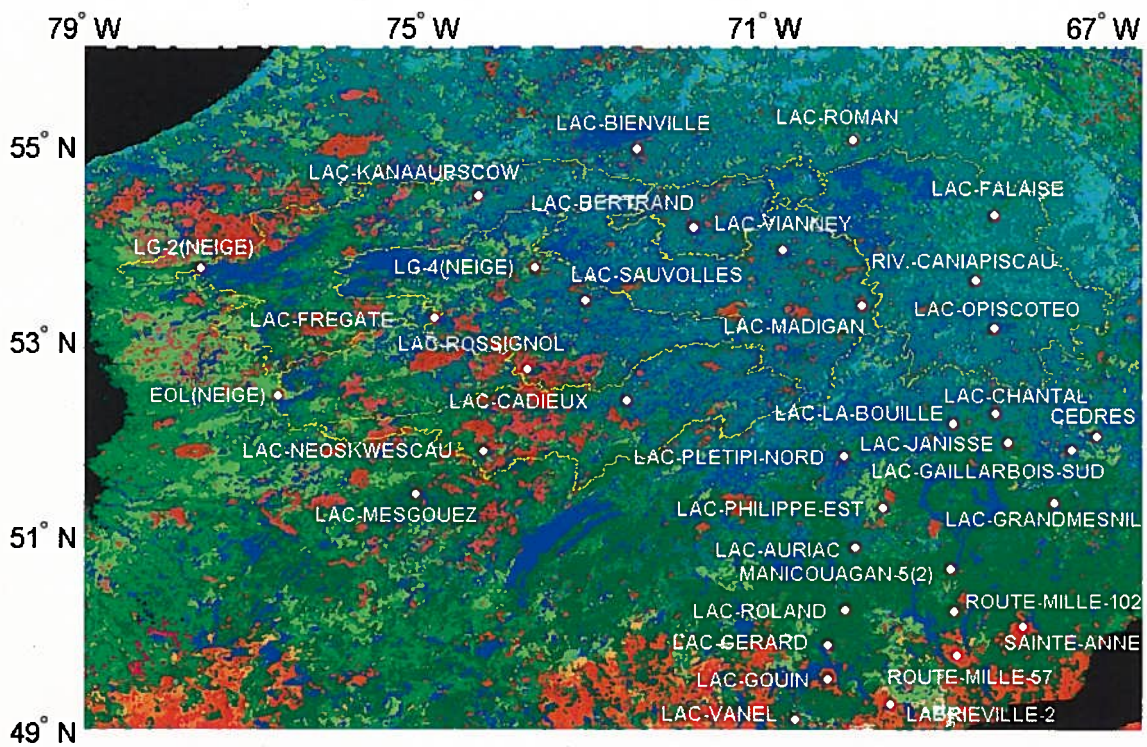 79° W
75° W
71° W
67° W
LAC-BIENVILLE
LAC-ROMAN
55° N
LAC-KANAAUPSCOW
LAC-BERTRAND
LAC-FALAISE
LAC-VIANNEY
LG-2(NEIGE)
LG-4(NEIGE)
LAC-SAUVOLLES
RIV.-CANIAPISCAU
LAC-FREGATE
LAC-MADIGAN
LAC-OPISCOTEO
53° N
LAC-ROSSIGNOL
EOL(NEIGE)
LAC-CADIEUX
LAC-CHANTAL
LAC-LA-BOUILLE
CEDRES
LAC-NEOSKWESCAU
LAC-PLETIPI-NORD
LAC-JANISSE
LAC-GAILLARBOIS-SUD
LAC-MESGOUEZ
LAC-PHILIPPE-EST
LAC-GRANDMESNIL
51° N
LAC-AURIAC
MANICOUAGAN-5(2)
LAC-ROLAND
ROUTE-MILLE-102
LAC-GERARD
SAINTE-ANNE
LAC-GOUIN
ROUTE-MILLE-57
LAC-VANEL
LABRIEVILLE-2
49° N